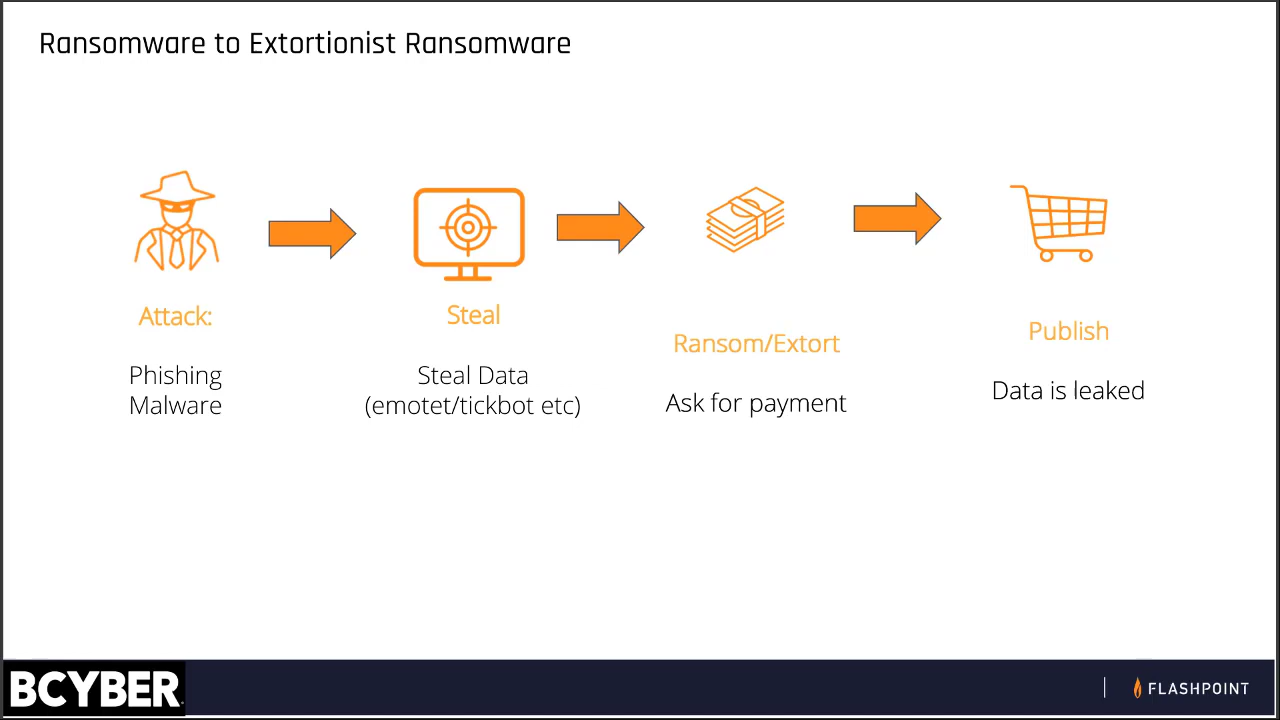 Ransomware to Extortionist Ransomware
Attack:
Phishing
Malware
Steal
Steal Data
(emotet/tickbot etc)
Ransom/Extort
Ask for payment
Publish
Data is leaked
BCYBER
FLASHPOINT